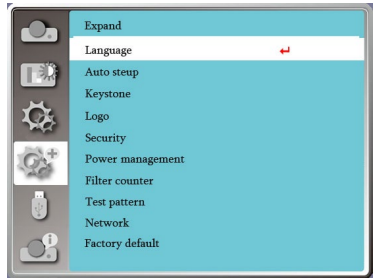 Expand
Language
Auto steup
Keystone
Logo
Security
Power management
Filter counter
Test pattern
Network
Factory default